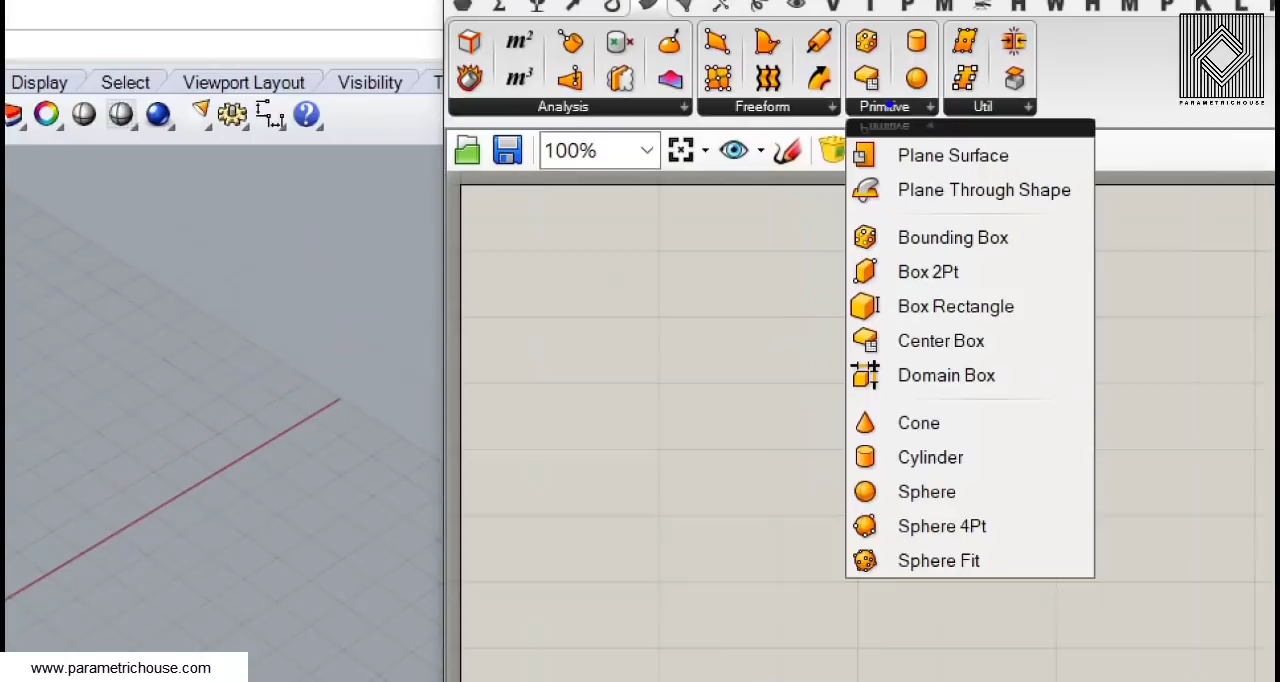 V I P M H W H M P K L
PARAMETRICHOUSE
m²
m³
Display Select Viewport Layout Visibility T
Analysis Freeform Primitive Util
100%
Primitive
Plane Surface
Plane Through Shape
Bounding Box
Box 2Pt
Box Rectangle
Center Box
Domain Box
Cone
Cylinder
Sphere
Sphere 4Pt
Sphere Fit
www.parametrichouse.com